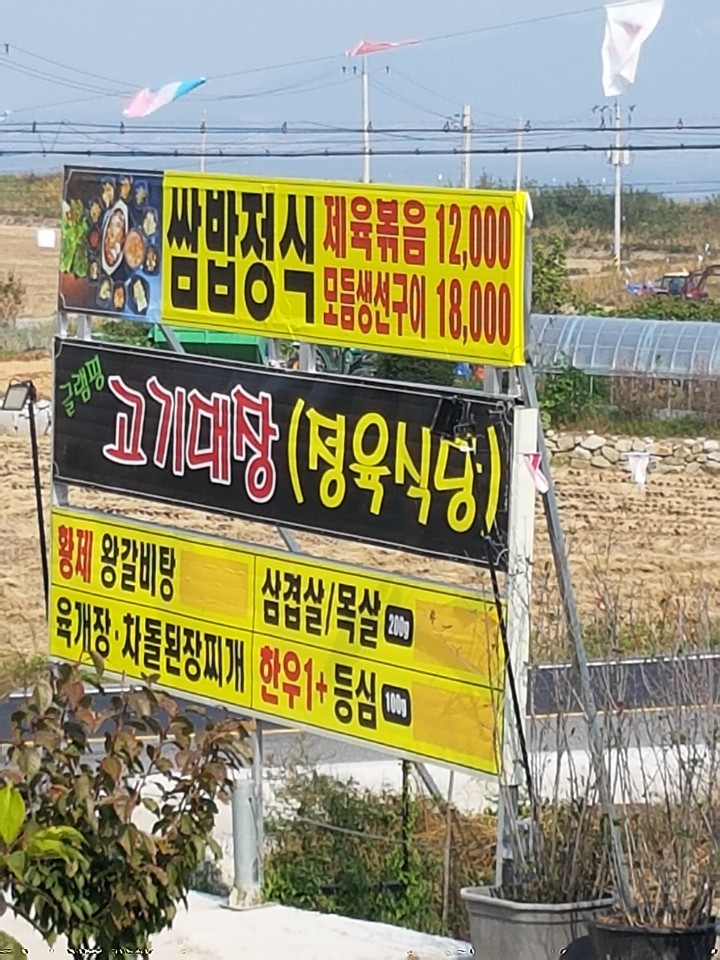 쌈밥정식 제육볶음 12,000
모듬생선구이 18,000
글램핑 고기대장 (정육식당)
황제 왕갈비탕
육개장·차돌된장찌개
삼겹살/목살 200g
한우1+ 등심 100g